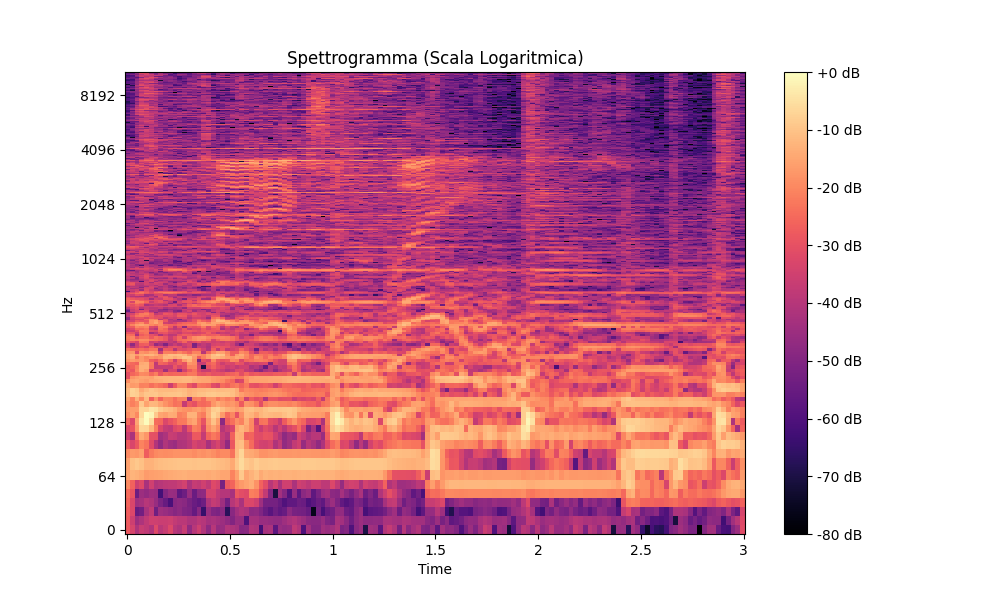 Spettrogramma (Scala Logaritmica)
Hz
8192
4096
2048
1024
512
256
128
64
0
0
0.5
1
1.5
2
2.5
3
Time
+0 dB
-10 dB
-20 dB
-30 dB
-40 dB
-50 dB
-60 dB
-70 dB
-80 dB